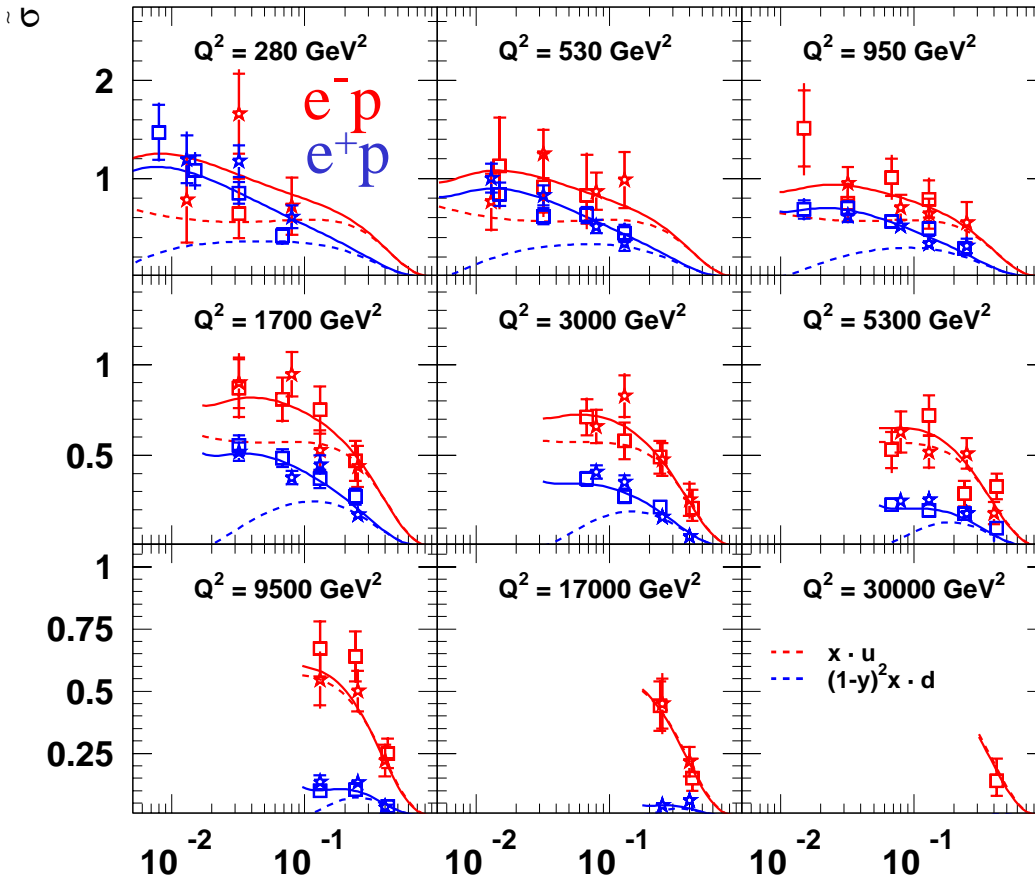 σ̃
Q² = 280 GeV²
Q² = 530 GeV²
Q² = 950 GeV²
e⁻p
e⁺p
2
1
Q² = 1700 GeV²
Q² = 3000 GeV²
Q² = 5300 GeV²
1
0.5
Q² = 9500 GeV²
Q² = 17000 GeV²
Q² = 30000 GeV²
1
0.75
0.5
0.25
x · u
(1-y)²x · d
10⁻² 10⁻¹ 10⁻² 10⁻¹ 10⁻² 10⁻¹